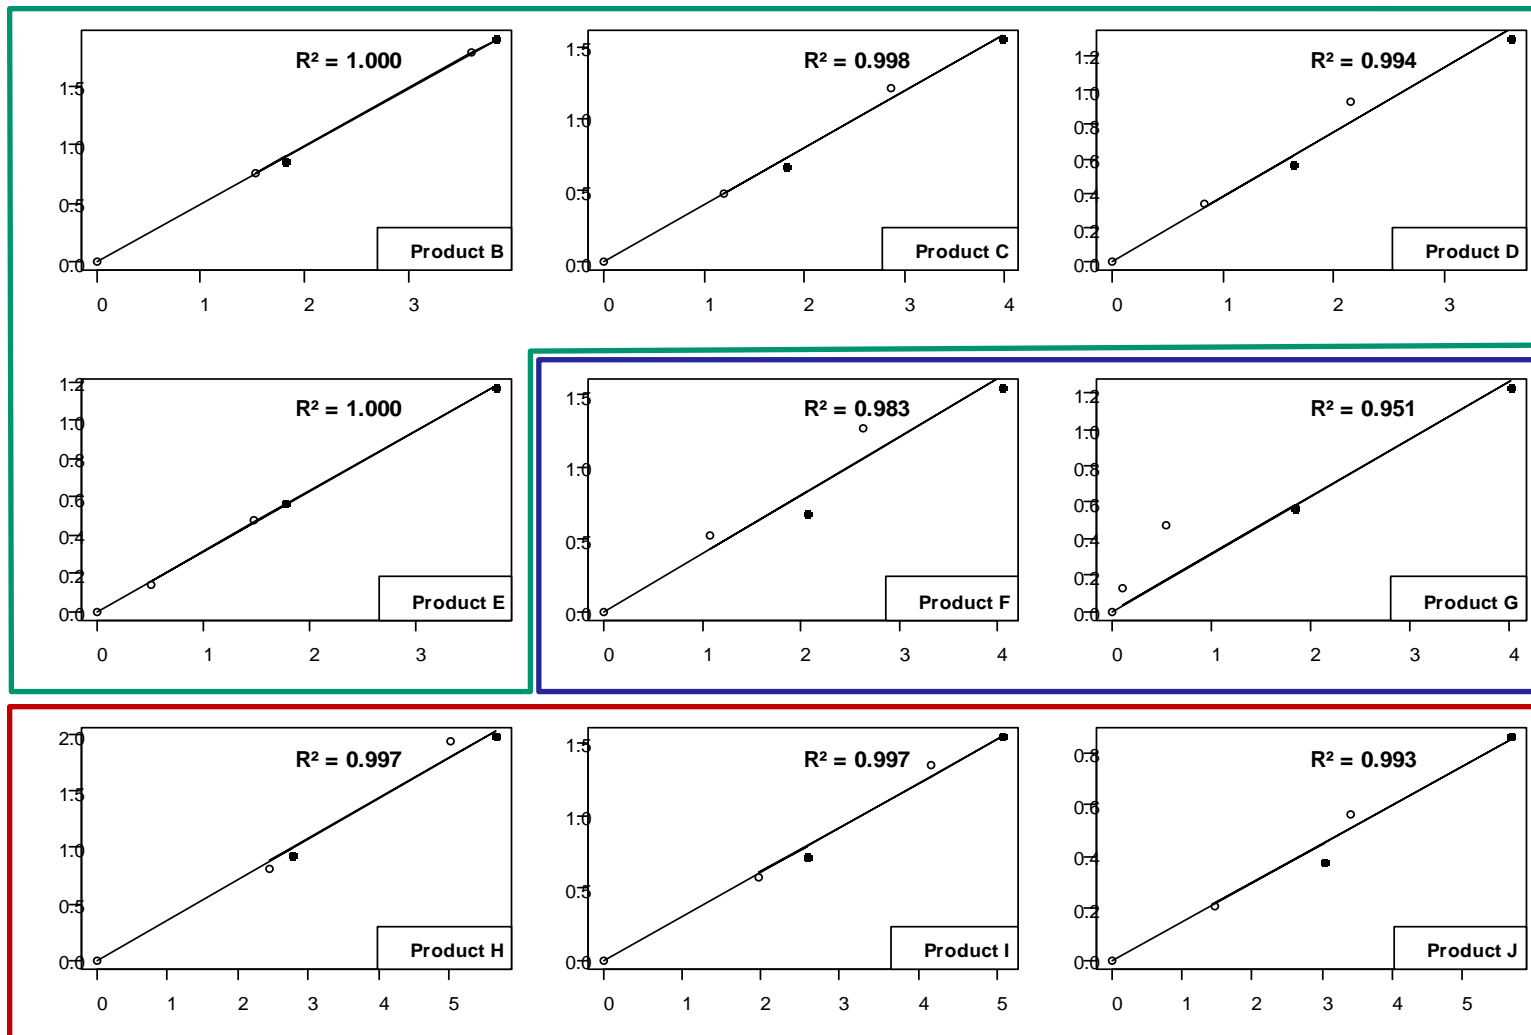 R² = 1.000
1.5
1.0
0.5
0.0
Product B
0 1 2 3
R² = 0.998
1.5
1.0
0.5
0.0
Product C
0 1 2 3 4
R² = 0.994
1.2
1.0
0.8
0.6
0.4
0.2
0.0
Product D
0 1 2 3
R² = 1.000
1.2
1.0
0.8
0.6
0.4
0.2
0.0
Product E
0 1 2 3
R² = 0.983
1.5
1.0
0.5
0.0
Product F
0 1 2 3 4
R² = 0.951
1.2
1.0
0.8
0.6
0.4
0.2
0.0
Product G
0 1 2 3 4
R² = 0.997
2.0
1.5
1.0
0.5
0.0
Product H
0 1 2 3 4 5
R² = 0.997
1.5
1.0
0.5
0.0
Product I
0 1 2 3 4 5
R² = 0.993
0.8
0.6
0.4
0.2
0.0
Product J
0 1 2 3 4 5